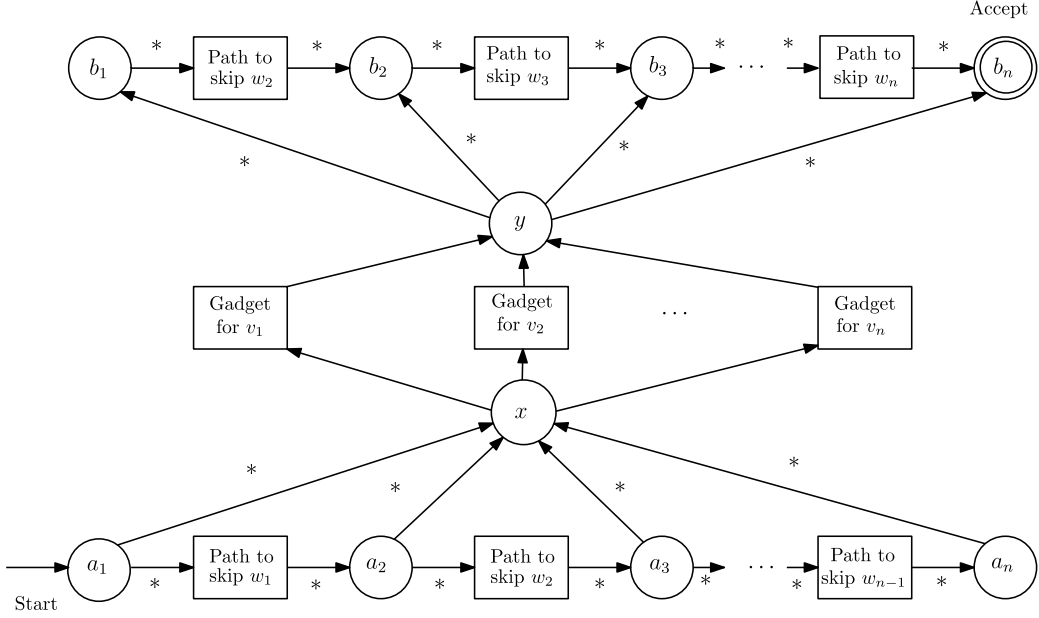 Accept
* * * * * * *
b₁ Path to skip w₂ b₂ Path to skip w₃ b₃ ··· Path to skip wₙ bₙ
* * * *
y
Gadget for v₁ Gadget for v₂ ··· Gadget for vₙ
x
* * * *
a₁ Path to skip w₁ a₂ Path to skip w₂ a₃ ··· Path to skip wₙ₋₁ aₙ
* * * * * * *
Start